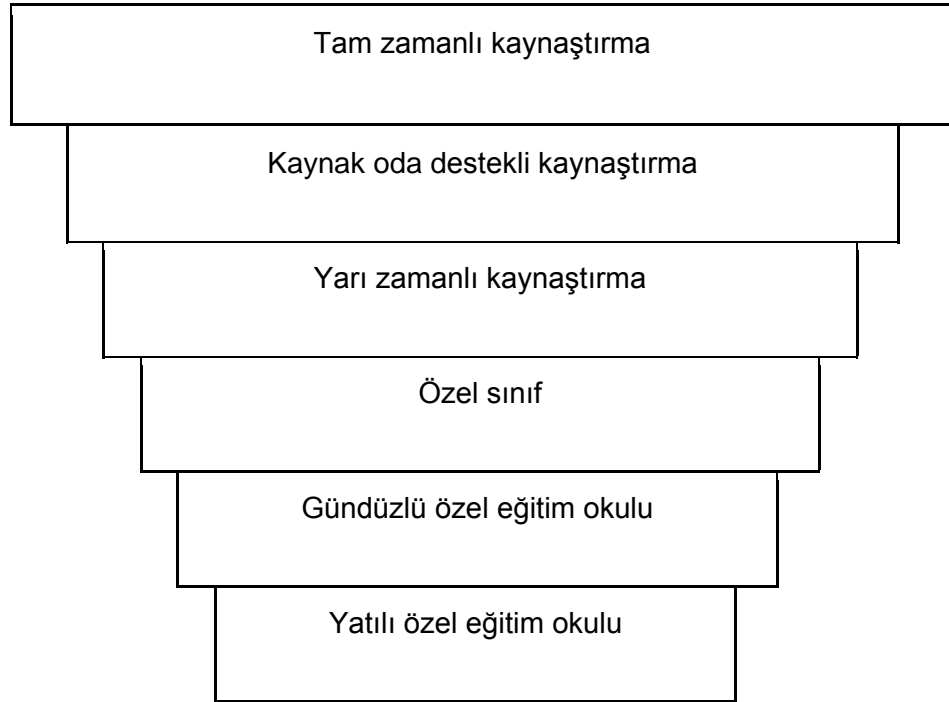 Tam zamanlı kaynaştırma
Kaynak oda destekli kaynaştırma
Yarı zamanlı kaynaştırma
Özel sınıf
Gündüzlü özel eğitim okulu
Yatılı özel eğitim okulu